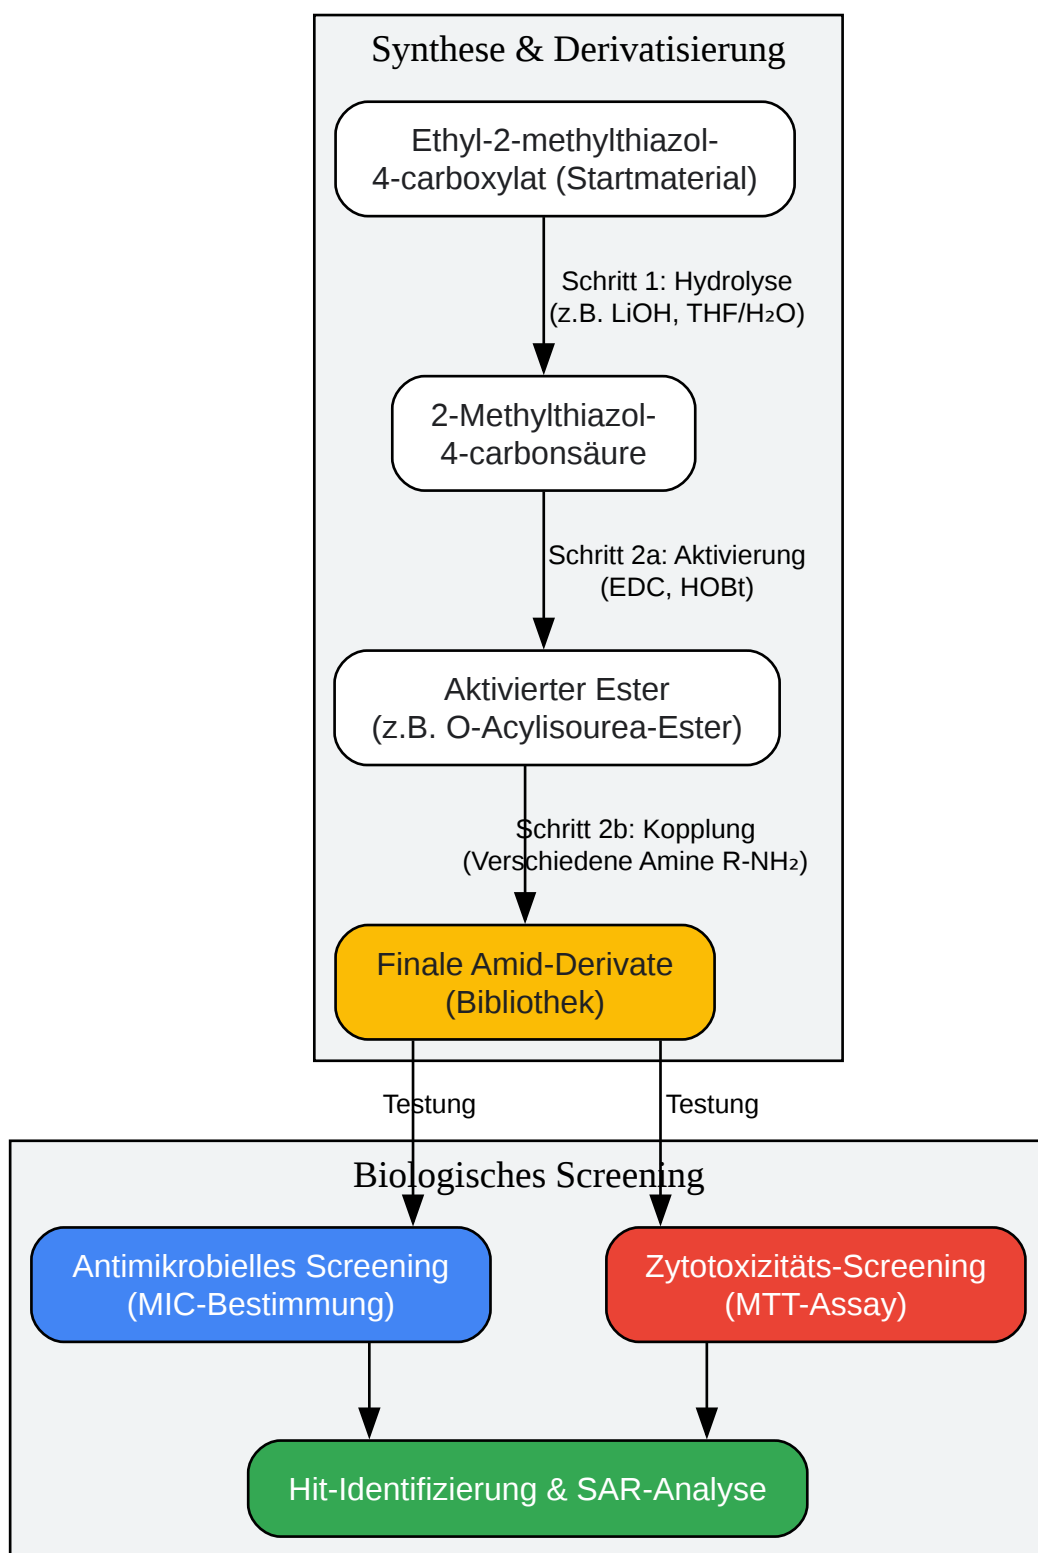 Synthese & Derivatisierung
Ethyl-2-methylthiazol-
4-carboxylat (Startmaterial)
Schritt 1: Hydrolyse
(z.B. LiOH, THF/H₂O)
2-Methylthiazol-
4-carbonsäure
Schritt 2a: Aktivierung
(EDC, HOBt)
Aktivierter Ester
(z.B. O-Acylisourea-Ester)
Schritt 2b: Kopplung
(Verschiedene Amine R-NH₂)
Finale Amid-Derivate
(Bibliothek)
Testung
Testung
Biologisches Screening
Antimikrobielles Screening
(MIC-Bestimmung)
Zytotoxizitäts-Screening
(MTT-Assay)
Hit-Identifizierung & SAR-Analyse